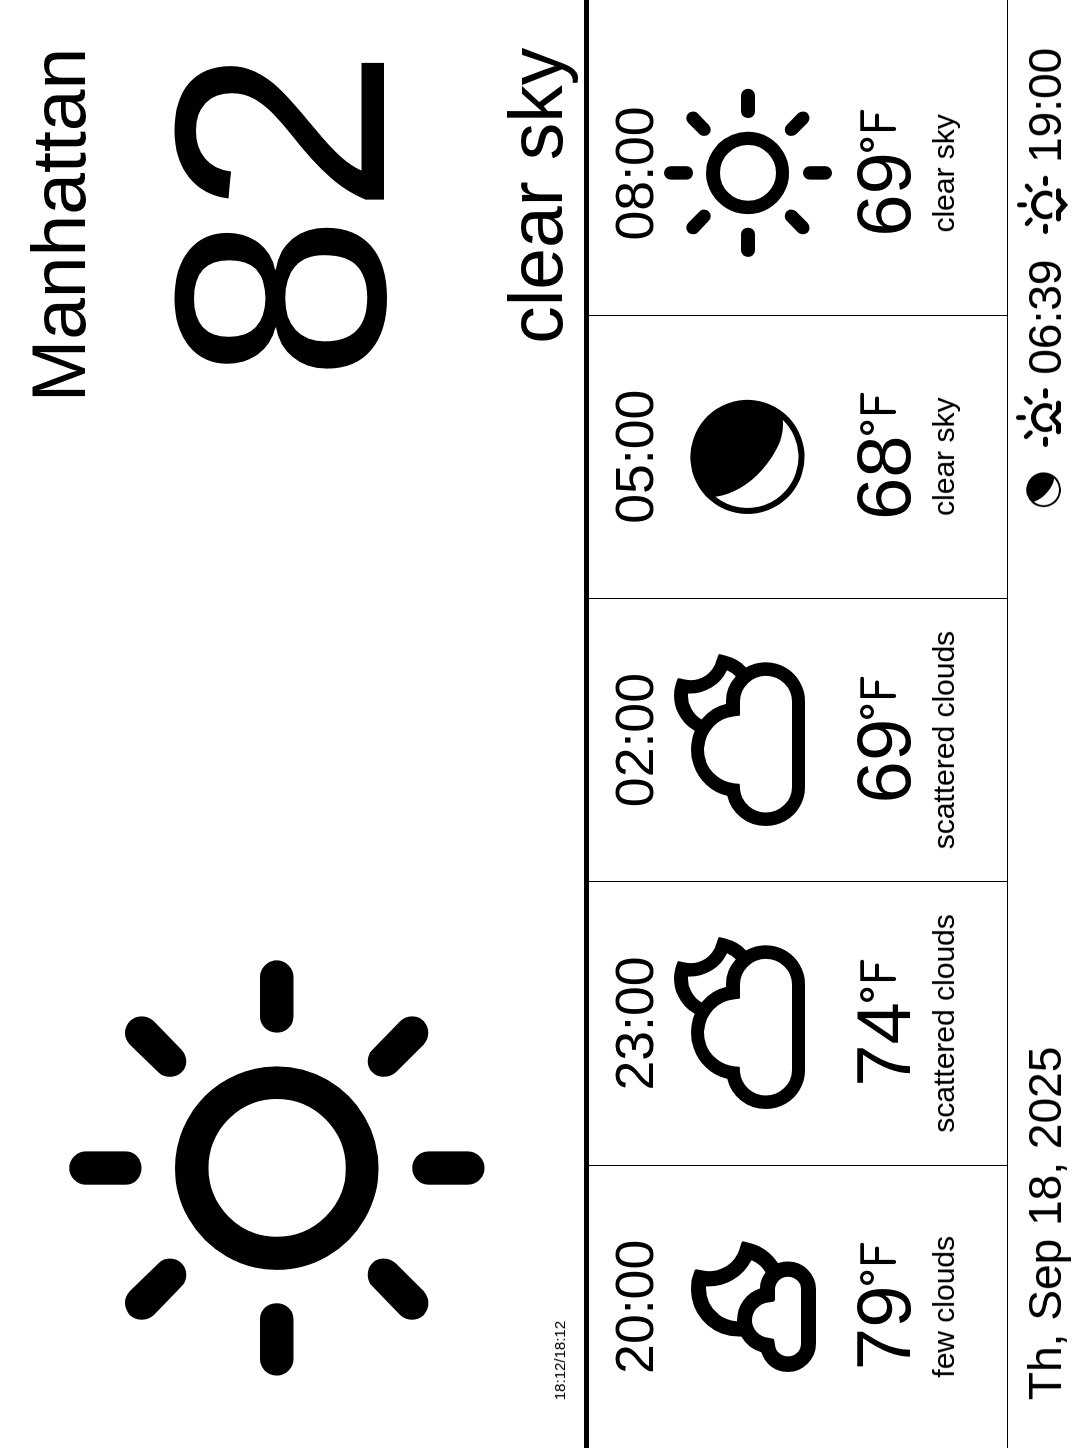 Manhattan
82
clear sky
18:12/18:12
20:00
79°F
few clouds
23:00
74°F
scattered clouds
02:00
69°F
scattered clouds
05:00
68°F
clear sky
08:00
69°F
clear sky
Th, Sep 18, 2025
06:39
19:00